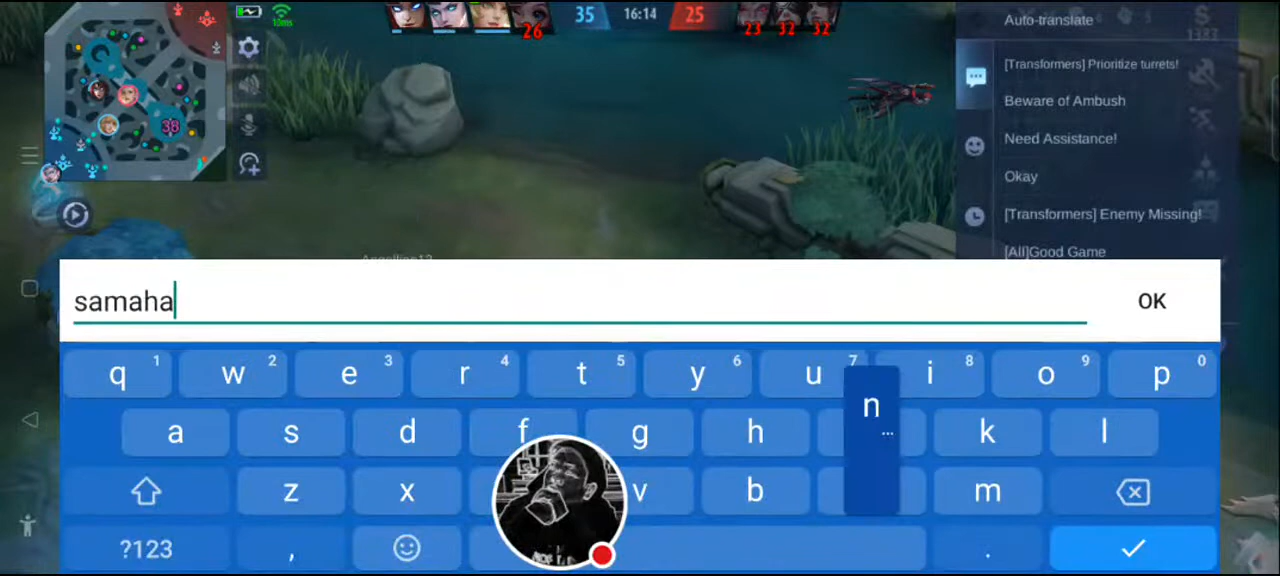 10ms
35 16:14 25
26
23 32 32
38
Auto-translate
[Transformers] Prioritize turrets!
Beware of Ambush
Need Assistance!
Okay
[Transformers] Enemy Missing!
[All]Good Game
samaha
OK
q 1 w 2 e 3 r 4 t 5 y 6 u 7 i 8 o 9 p 0
a s d f g h n ... k l
z x v b m
?123 , .